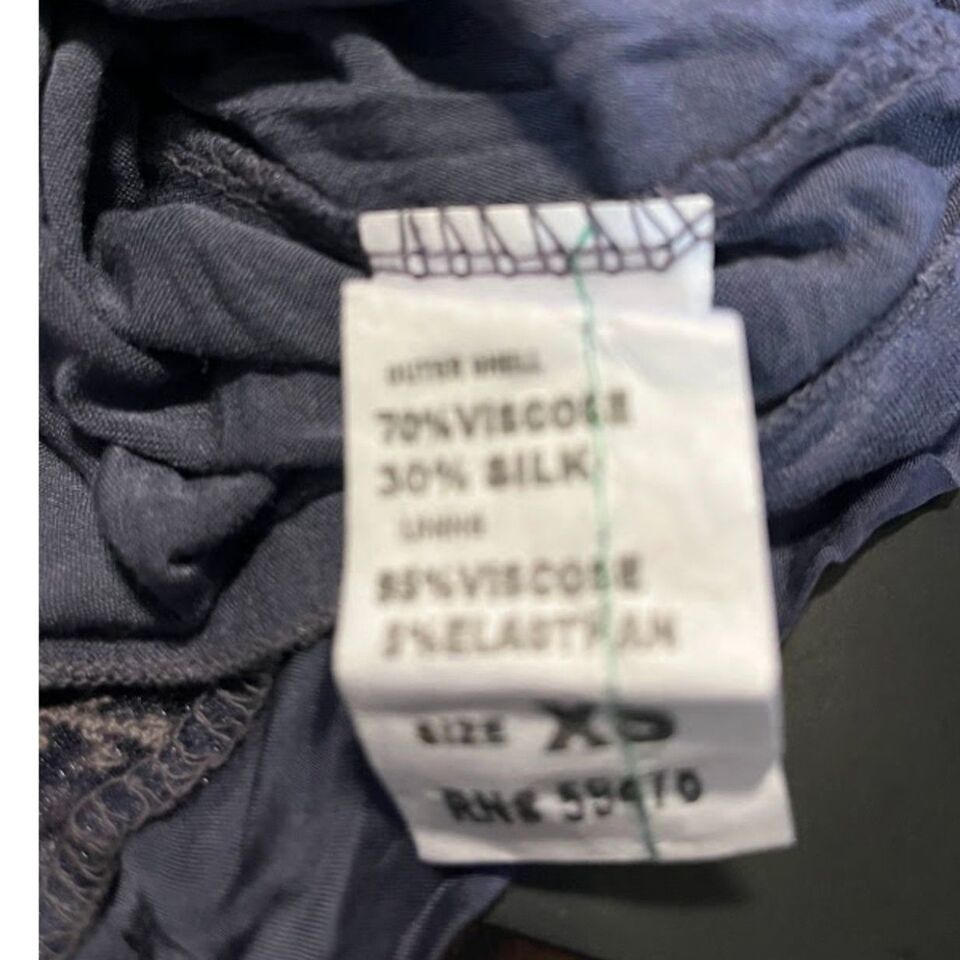 OUTER SHELL
70%VISCOSE
30% SILK
LINING
95%VISCOSE
5%ELASTHAN
SIZE XS